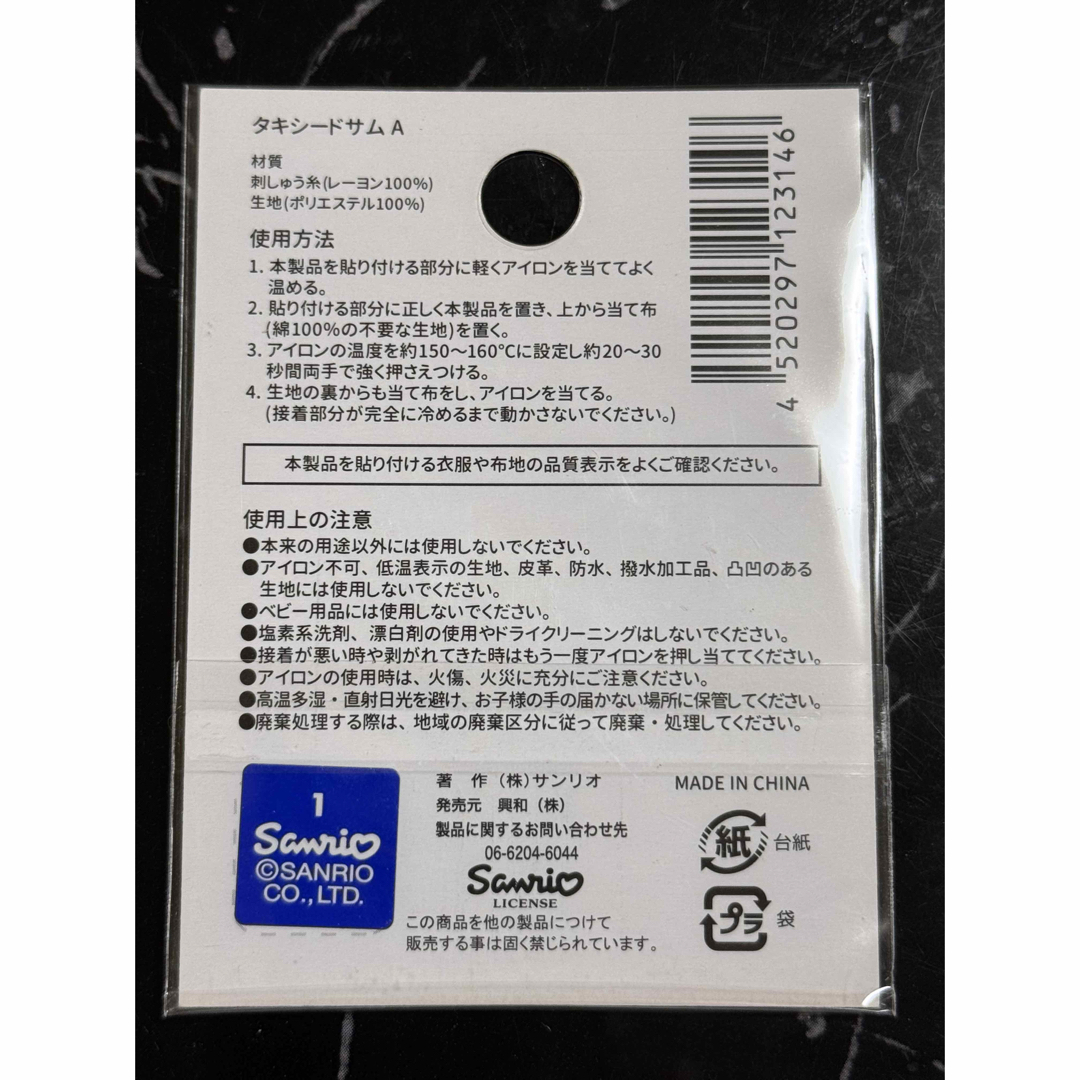 タキシードサム A
材質
刺しゅう糸(レーヨン100%)
生地(ポリエステル100%)
使用方法
1. 本製品を貼り付ける部分に軽くアイロンを当ててよく
温める。
2. 貼り付ける部分に正しく本製品を置き、上から当て布
(綿100%の不要な生地)を置く。
3. アイロンの温度を約150〜160℃に設定し約20〜30
秒間両手で強く押さえつける。
4. 生地の裏からも当て布をし、アイロンを当てる。
(接着部分が完全に冷めるまで動かさないでください。)
4 520297 123146
本製品を貼り付ける衣服や布地の品質表示をよくご確認ください。
使用上の注意
●本来の用途以外には使用しないでください。
●アイロン不可、低温表示の生地、皮革、防水、撥水加工品、凸凹のある
生地には使用しないでください。
●ベビー用品には使用しないでください。
●塩素系洗剤、漂白剤の使用やドライクリーニングはしないでください。
●接着が悪い時や剥がれてきた時はもう一度アイロンを押し当ててください。
●アイロンの使用時は、火傷、火災に充分にご注意ください。
●高温多湿・直射日光を避け、お子様の手の届かない場所に保管してください。
●廃棄処理する際は、地域の廃棄区分に従って廃棄・処理してください。
1
Sanrio
©SANRIO
CO.,LTD.
著 作 (株)サンリオ
発売元 興和(株)
製品に関するお問い合わせ先
06-6204-6044
Sanrio
LICENSE
この商品を他の製品につけて
販売する事は固く禁じられています。
MADE IN CHINA
紙 台紙
プラ 袋